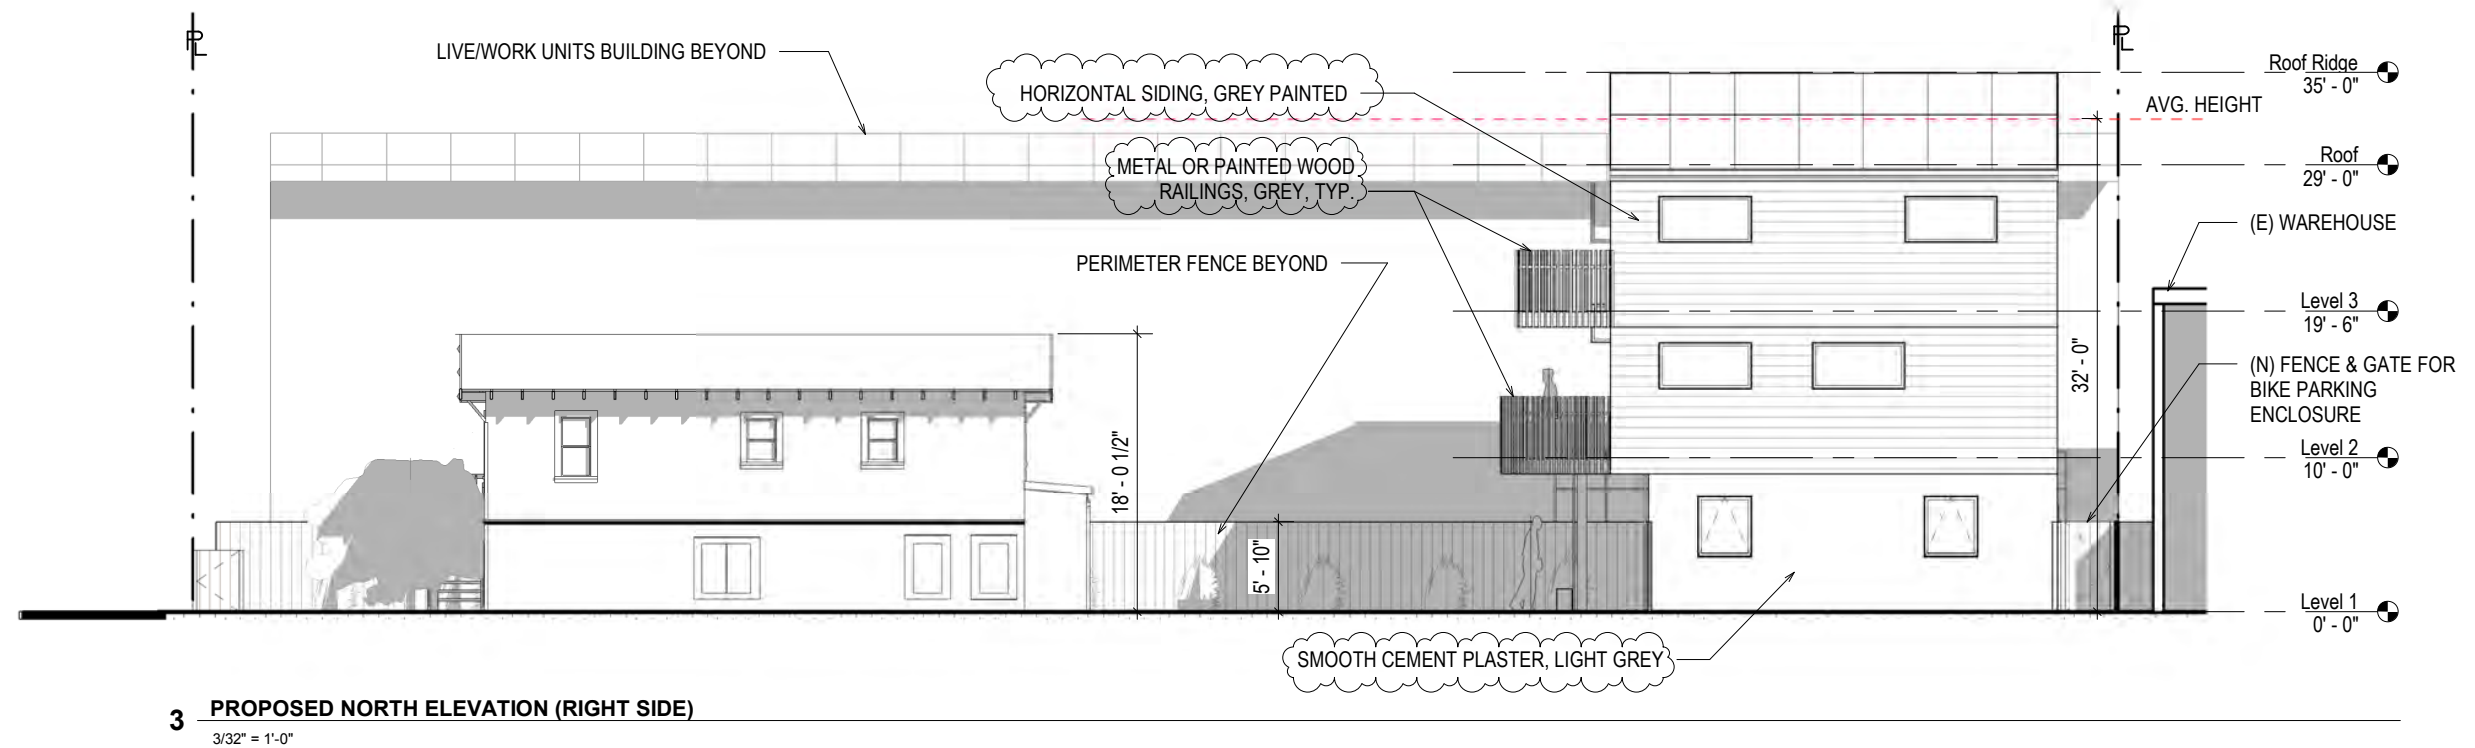 PL
PL
LIVE/WORK UNITS BUILDING BEYOND
HORIZONTAL SIDING, GREY PAINTED
Roof Ridge
35' - 0"
AVG. HEIGHT
METAL OR PAINTED WOOD
RAILINGS, GREY, TYP.
Roof
29' - 0"
(E) WAREHOUSE
PERIMETER FENCE BEYOND
Level 3
19' - 6"
32' - 0"
(N) FENCE & GATE FOR
BIKE PARKING
ENCLOSURE
18' - 0 1/2"
Level 2
10' - 0"
5' - 10"
Level 1
0' - 0"
SMOOTH CEMENT PLASTER, LIGHT GREY
3 PROPOSED NORTH ELEVATION (RIGHT SIDE)
3/32" = 1'-0"